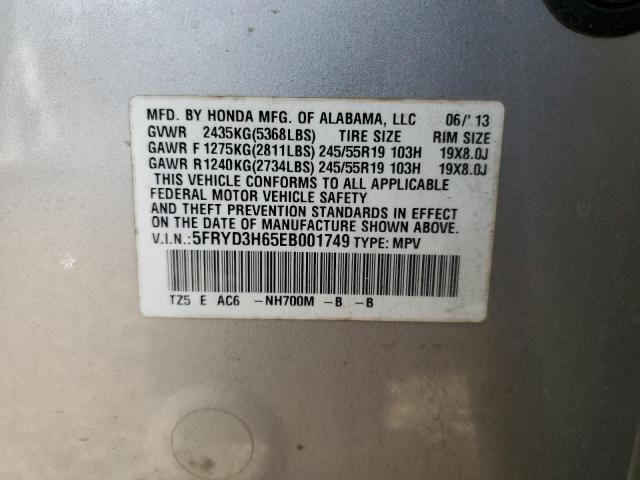 MFD. BY HONDA MFG. OF ALABAMA, LLC 06/'13
GVWR 2435KG(5368LBS) TIRE SIZE RIM SIZE
GAWR F 1275KG(2811LBS) 245/55R19 103H 19X8.0J
GAWR R 1240KG(2734LBS) 245/55R19 103H 19X8.0J
THIS VEHICLE CONFORMS TO ALL APPLICABLE
FEDERAL MOTOR VEHICLE SAFETY
AND THEFT PREVENTION STANDARDS IN EFFECT
ON THE DATE OF MANUFACTURE SHOWN ABOVE.
V.I.N.:5FRYD3H65EB001749 TYPE: MPV
TZ5 E AC6 -NH700M -B -B